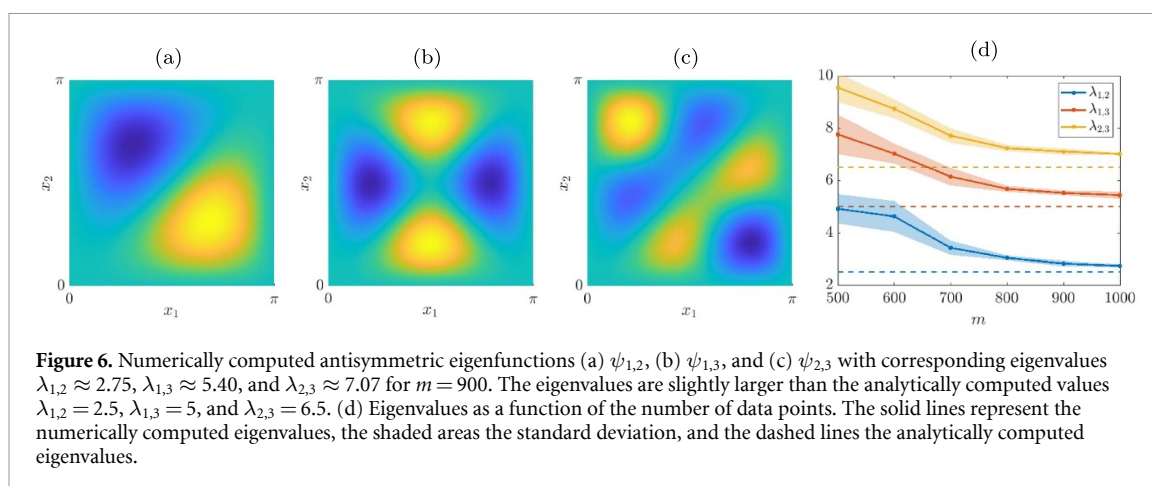 (a)
(b)
(c)
(d)
π
x₂
0
0
x₁
π
π
x₂
0
0
x₁
π
π
x₂
0
0
x₁
π
10
8
6
4
2
500
600
700
800
900
1000
m
λ₁,₂
λ₁,₃
λ₂,₃
Figure 6. Numerically computed antisymmetric eigenfunctions (a) ψ₁,₂, (b) ψ₁,₃, and (c) ψ₂,₃ with corresponding eigenvalues
λ₁,₂ ≈ 2.75, λ₁,₃ ≈ 5.40, and λ₂,₃ ≈ 7.07 for m = 900. The eigenvalues are slightly larger than the analytically computed values
λ₁,₂ = 2.5, λ₁,₃ = 5, and λ₂,₃ = 6.5. (d) Eigenvalues as a function of the number of data points. The solid lines represent the
numerically computed eigenvalues, the shaded areas the standard deviation, and the dashed lines the analytically computed
eigenvalues.